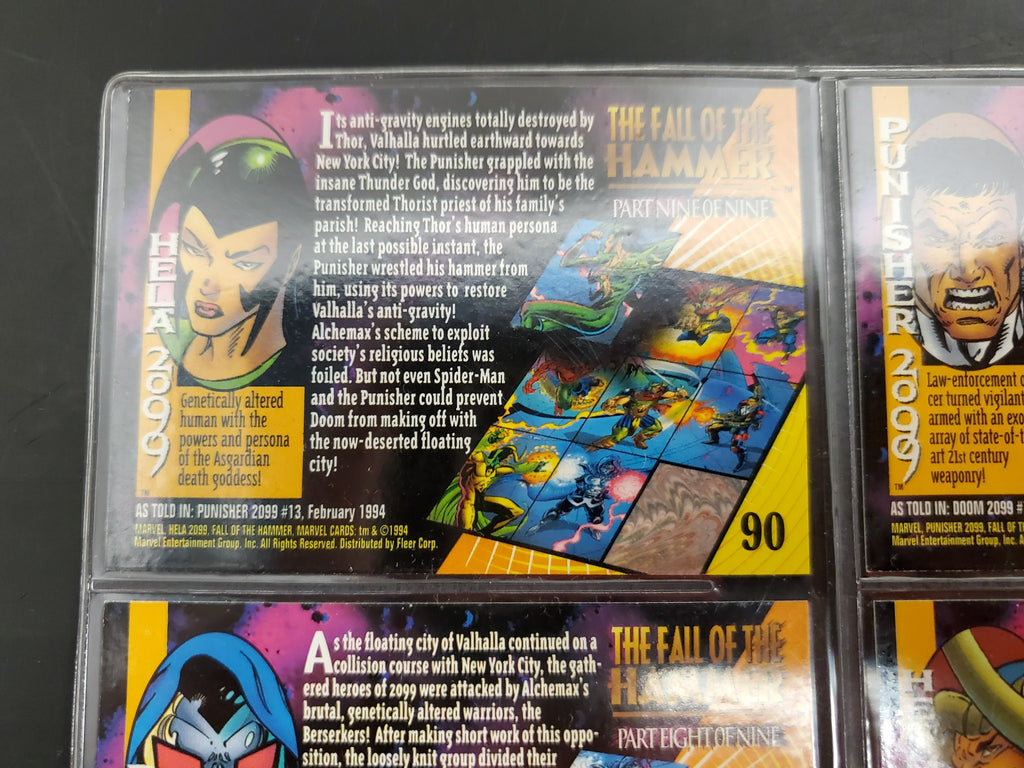 Its anti-gravity engines totally destroyed by
Thor, Valhalla hurtled earthward towards
New York City! The Punisher grappled with the
insane Thunder God, discovering him to be the
transformed Thorist priest of his family's
parish! Reaching Thor's human persona
at the last possible instant, the
Punisher wrestled his hammer from
him, using its powers to restore
Valhalla's anti-gravity!
Alchemax's scheme to exploit
society's religious beliefs was
foiled. But not even Spider-Man
and the Punisher could prevent
Doom from making off with
the now-deserted floating
city!
THE FALL OF THE
HAMMER™
PART NINE OF NINE
HELA 2099™
Genetically altered
human with the
powers and persona
of the Asgardian
death goddess!
AS TOLD IN: PUNISHER 2099 #13, February 1994
MARVEL, HELA 2099, FALL OF THE HAMMER, MARVEL CARDS: tm & ©1994
Marvel Entertainment Group, Inc. All Rights Reserved. Distributed by Fleer Corp.
90
PUNISHER 2099™
Law-enforcement
cer turned vigilant
armed with an exo
array of state-of-t
art 21st century
weaponry!
AS TOLD IN: DOOM 2099 #
MARVEL, PUNISHER 2099, FALL OF
Marvel Entertainment Group, Inc.
As the floating city of Valhalla continued on a
collision course with New York City, the gath-
ered heroes of 2099 were attacked by Alchemax's
brutal, genetically altered warriors, the
Berserkers! After making short work of this oppo-
sition, the loosely knit group divided their
THE FALL OF THE
HAMMER
PART EIGHT OF NINE
H